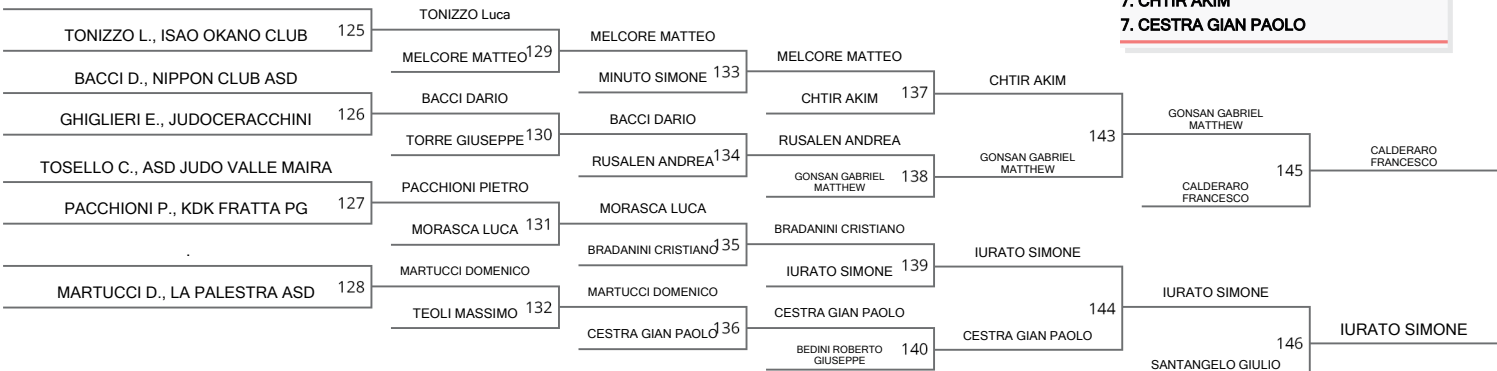 7. CHTIR AKIM
7. CESTRA GIAN PAOLO
TONIZZO L., ISAO OKANO CLUB
125
BACCI D., NIPPON CLUB ASD
GHIGLIERI E., JUDOCERACCHINI
126
TOSELLO C., ASD JUDO VALLE MAIRA
PACCHIONI P., KDK FRATTA PG
127
.
MARTUCCI D., LA PALESTRA ASD
128
TONIZZO Luca
MELCORE MATTEO
129
BACCI DARIO
TORRE GIUSEPPE
130
PACCHIONI PIETRO
MORASCA LUCA
131
MARTUCCI DOMENICO
TEOLI MASSIMO
132
MELCORE MATTEO
MINUTO SIMONE
133
BACCI DARIO
RUSALEN ANDREA
134
MORASCA LUCA
BRADANINI CRISTIANO
135
MARTUCCI DOMENICO
CESTRA GIAN PAOLO
136
MELCORE MATTEO
CHTIR AKIM
137
RUSALEN ANDREA
GONSAN GABRIEL
MATTHEW
138
BRADANINI CRISTIANO
IURATO SIMONE
139
CESTRA GIAN PAOLO
BEDINI ROBERTO
GIUSEPPE
140
CHTIR AKIM
GONSAN GABRIEL
MATTHEW
143
IURATO SIMONE
CESTRA GIAN PAOLO
144
GONSAN GABRIEL
MATTHEW
CALDERARO
FRANCESCO
145
IURATO SIMONE
SANTANGELO GIULIO
146
CALDERARO
FRANCESCO
IURATO SIMONE